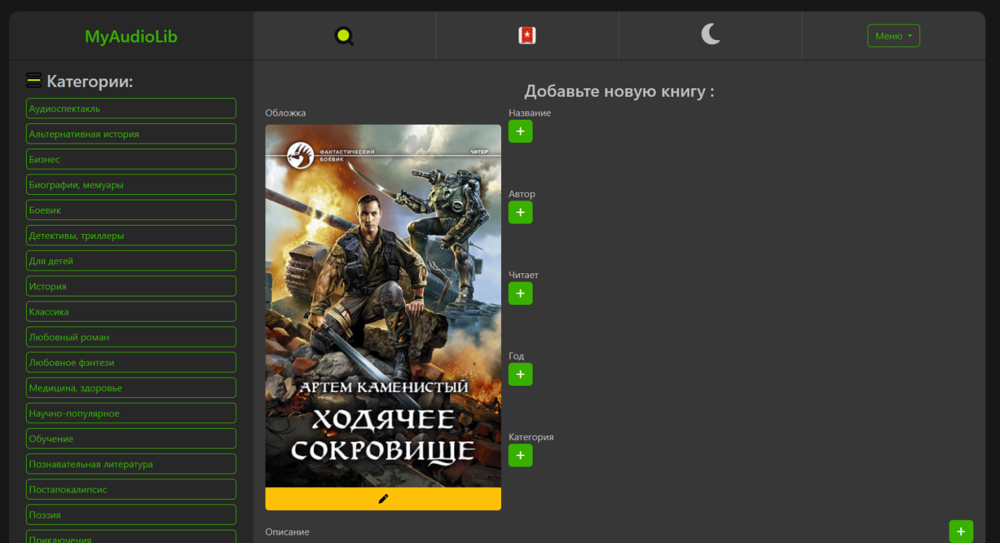 MyAudioLib
Меню
Категории:
Аудиоспектакль
Альтернативная история
Бизнес
Биографии, мемуары
Боевик
Детективы, триллеры
Для детей
История
Классика
Любовный роман
Любовное фэнтези
Медицина, здоровье
Научно-популярное
Обучение
Познавательная литература
Постапокалипсис
Поэзия
Приключения
Добавьте новую книгу :
Обложка
ФАНТАСТИЧЕСКИЙ
БОЕВИК
ЧИТЕР
АРТЕМ КАМЕНИСТЫЙ
ХОДЯЧЕЕ
СОКРОВИЩЕ
Название
+
Автор
+
Читает
+
Год
+
Категория
+
Описание
+